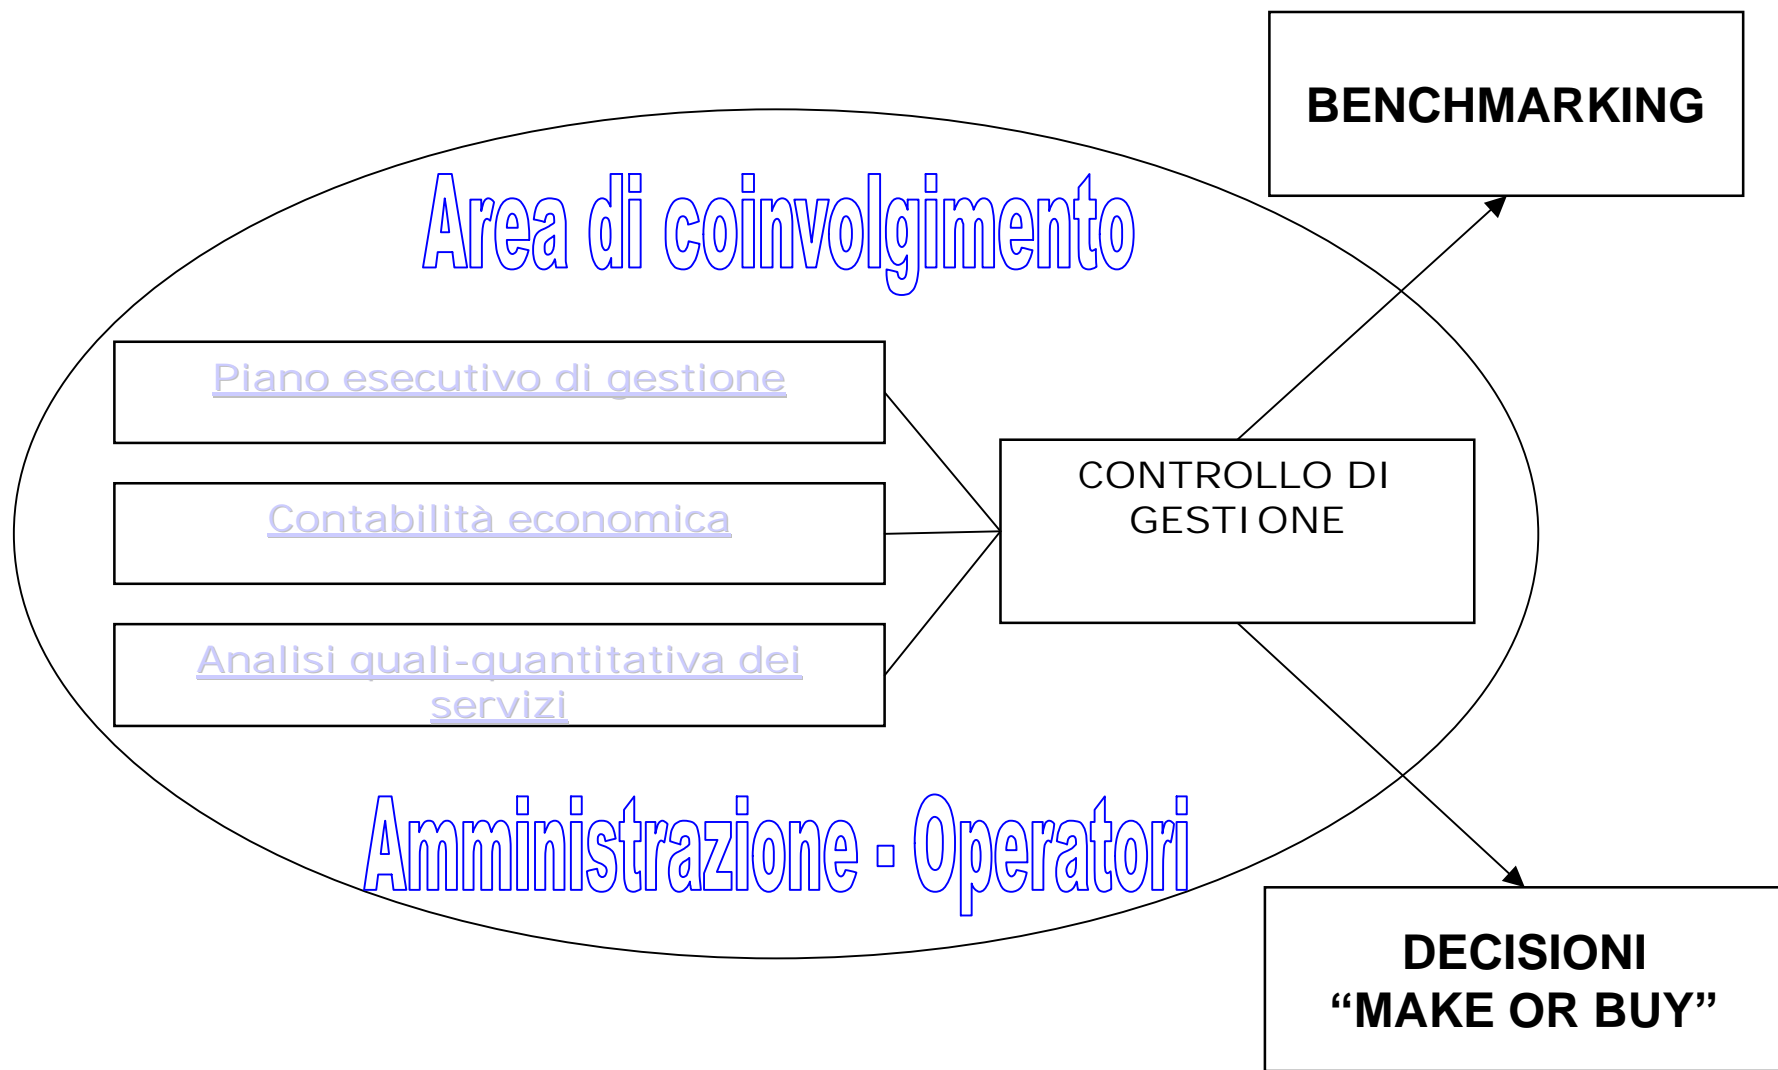 BENCHMARKING
Area di coinvolgimento
Piano esecutivo di gestione
Contabilità economica
Analisi quali-quantitativa dei
servizi
CONTROLLO DI
GESTIONE
Amministrazione - Operatori
DECISIONI
“MAKE OR BUY”